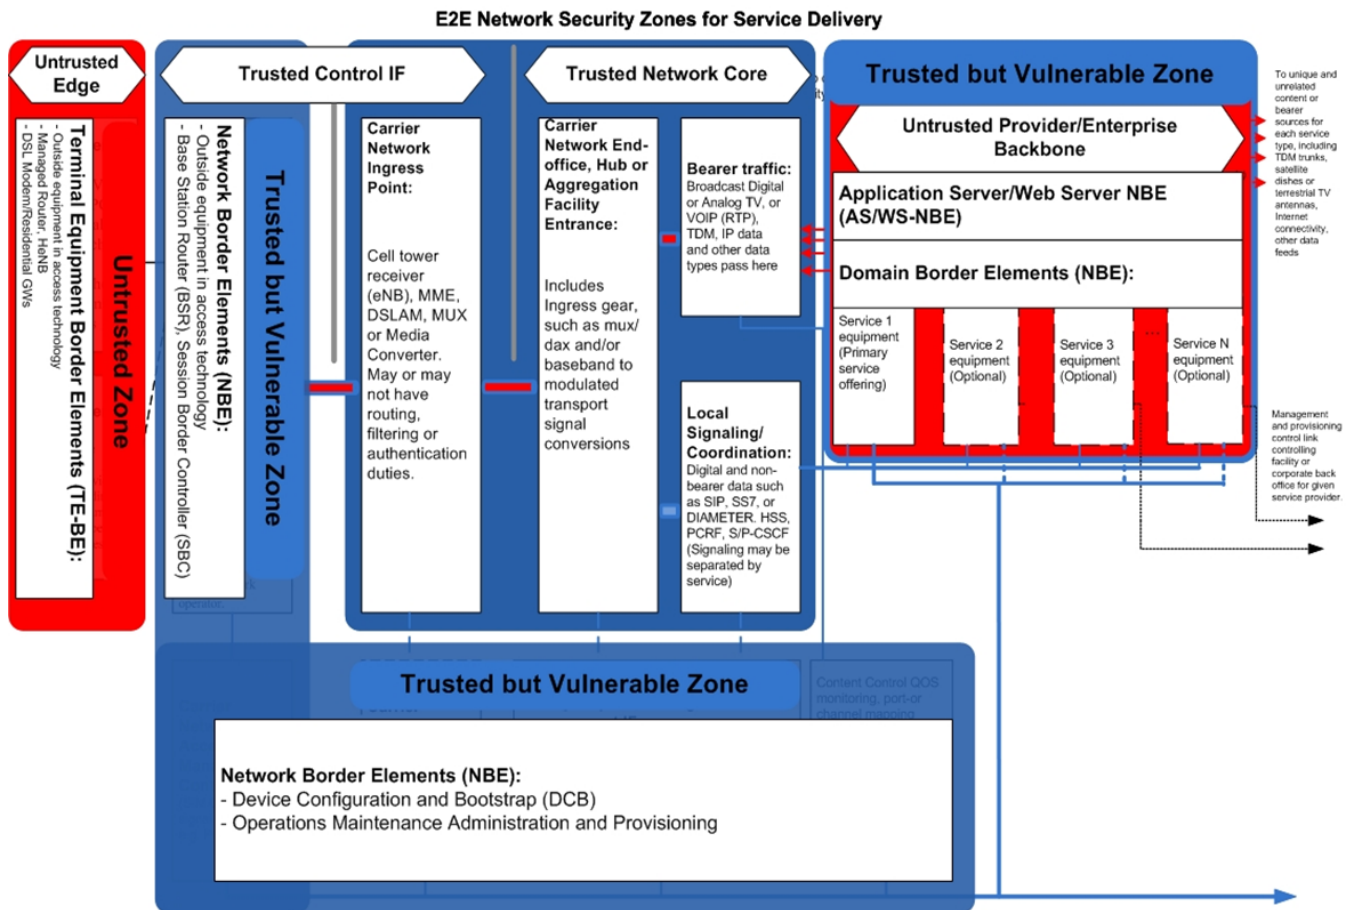 E2E Network Security Zones for Service Delivery
Untrusted
Edge
Terminal Equipment Border Elements (TE-BE):
- Outside equipment in access technology
- Managed Router, HeNB
- DSL Modem/Residential GWs
Untrusted Zone
Trusted Control IF
Network Border Elements (NBE):
- Outside equipment in access technology
- Base Station Router (BSR), Session Border Controller (SBC)
Trusted but Vulnerable Zone
operator.
Carrier
Network
Ingress
Point:
Cell tower
receiver
(eNB), MME,
DSLAM, MUX
or Media
Converter.
May or may
not have
routing,
filtering or
authentication
duties.
Trusted Network Core
Carrier
Network End-
office, Hub or
Aggregation
Facility
Entrance:
Includes
Ingress gear,
such as mux/
dax and/or
baseband to
modulated
transport
signal
conversions
Bearer traffic:
Broadcast Digital
or Analog TV, or
VOIP (RTP),
TDM, IP data
and other data
types pass here
Local
Signaling/
Coordination:
Digital and non-
bearer data such
as SIP, SS7, or
DIAMETER. HSS,
PCRF, S/P-CSCF
(Signaling may be
separated by
service)
Trusted but Vulnerable Zone
Untrusted Provider/Enterprise
Backbone
Application Server/Web Server NBE
(AS/WS-NBE)
Domain Border Elements (NBE):
Service 1
equipment
(Primary
service
offering)
Service 2
equipment
(Optional)
Service 3
equipment
(Optional)
...
Service N
equipment
(Optional)
To unique and
unrelated
content or
bearer
sources for
each service
type, including
TDM trunks,
satellite
dishes or
terrestrial TV
antennas,
Internet
connectivity,
other data
feeds
Management
and provisioning
control link
controlling
facility or
corporate back
office for given
service provider.
Trusted but Vulnerable Zone
Content Control QOS
monitoring, port-or
channel mapping
Network Border Elements (NBE):
- Device Configuration and Bootstrap (DCB)
- Operations Maintenance Administration and Provisioning